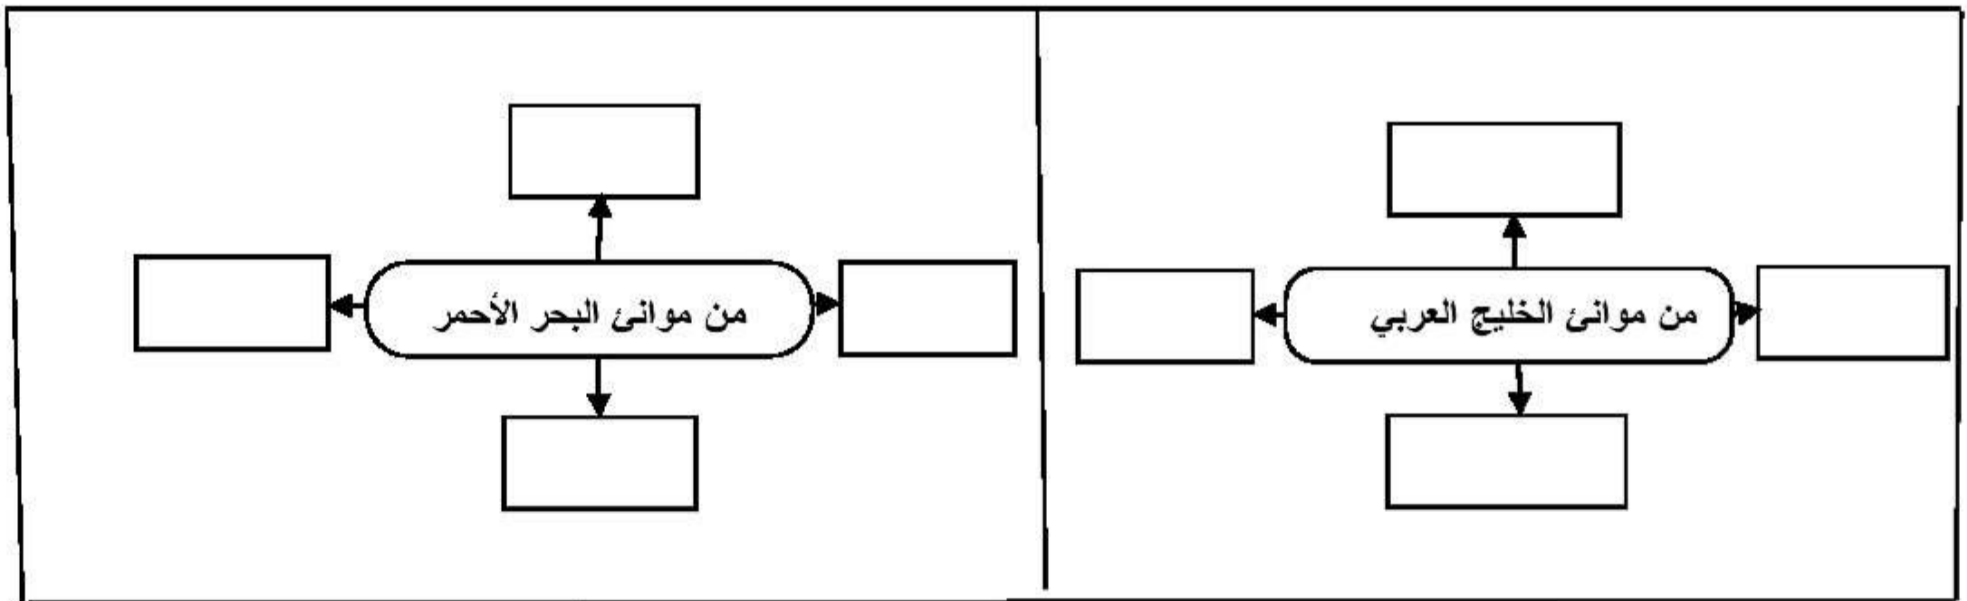 من موانئ الخليج العربي
من موانئ البحر الأحمر